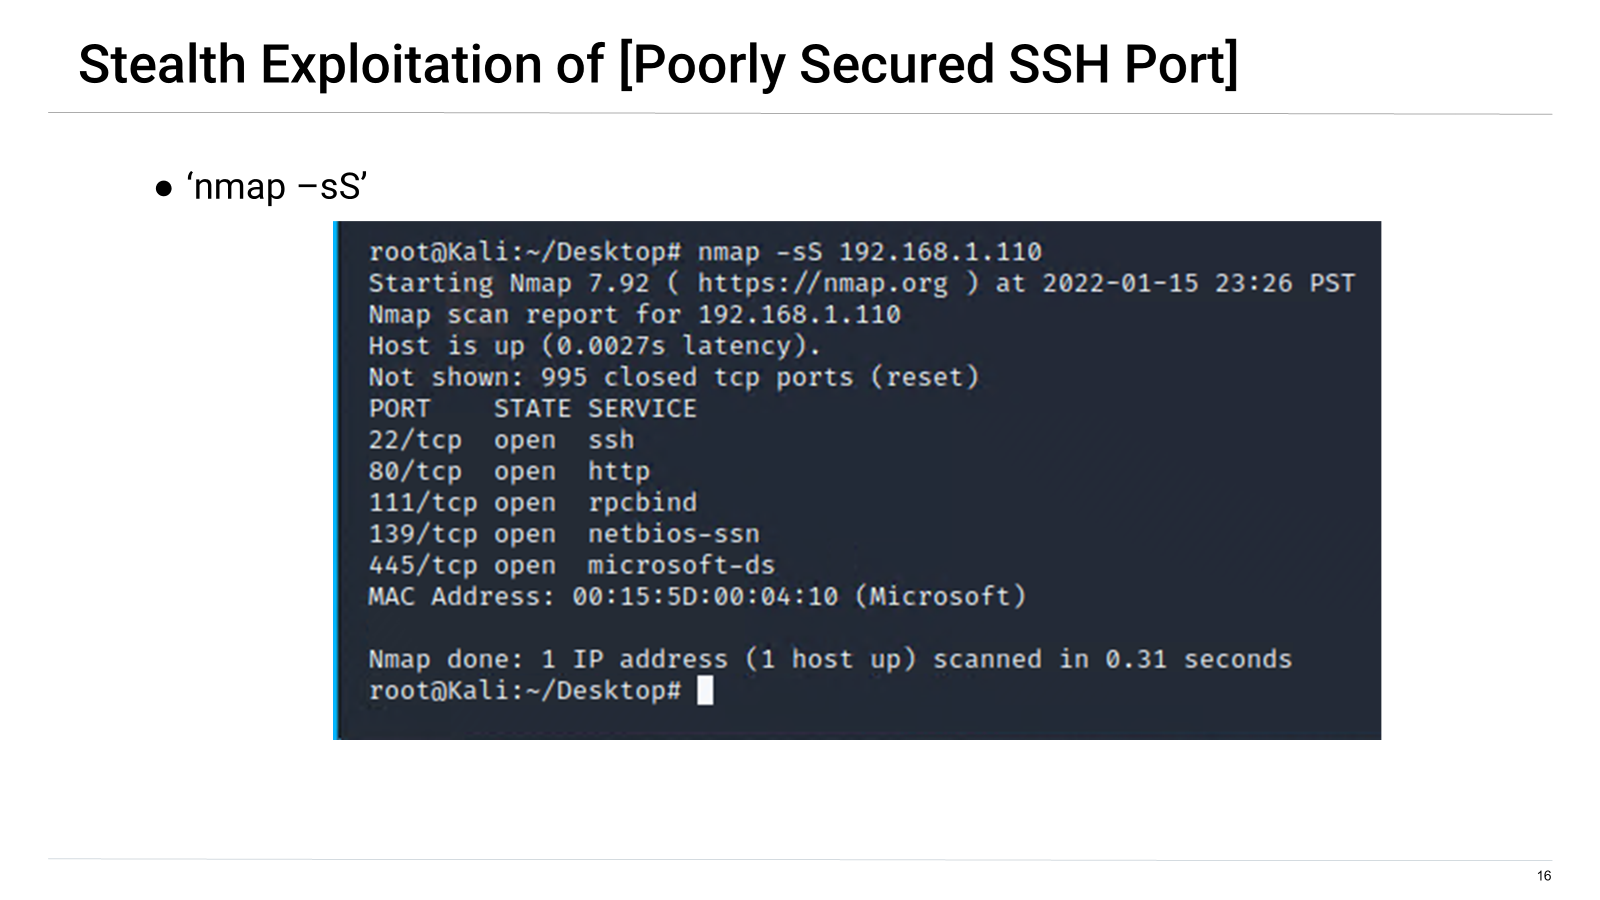 Stealth Exploitation of [Poorly Secured SSH Port]
● ‘nmap –sS’
root@Kali:~/Desktop# nmap -sS 192.168.1.110
Starting Nmap 7.92 ( https://nmap.org ) at 2022-01-15 23:26 PST
Nmap scan report for 192.168.1.110
Host is up (0.0027s latency).
Not shown: 995 closed tcp ports (reset)
PORT    STATE SERVICE
22/tcp  open  ssh
80/tcp  open  http
111/tcp open  rpcbind
139/tcp open  netbios-ssn
445/tcp open  microsoft-ds
MAC Address: 00:15:5D:00:04:10 (Microsoft)
Nmap done: 1 IP address (1 host up) scanned in 0.31 seconds
root@Kali:~/Desktop#
16